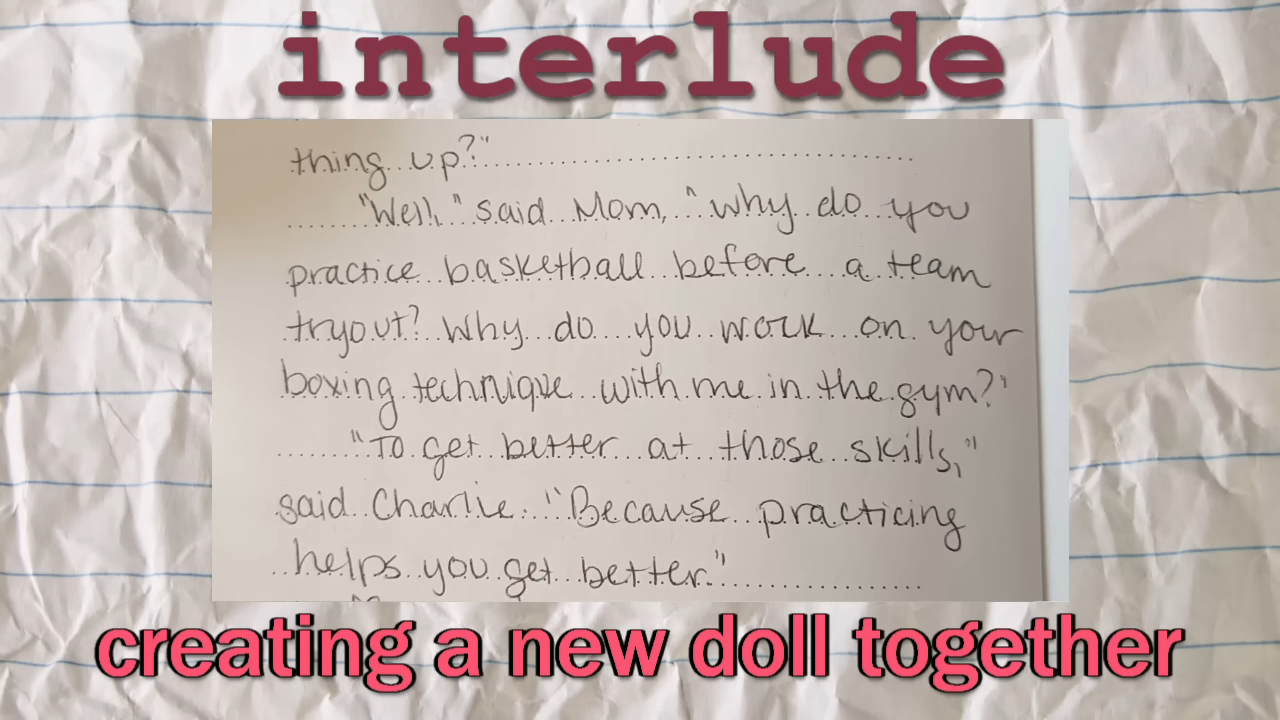 interlude
thing up?"
"Well," said Mom, "why do you
practice basketball before a team
tryout? Why do you work on your
boxing technique with me in the gym?"
"To get better at those skills,"
said Charlie. "Because practicing
helps you get better."
creating a new doll together